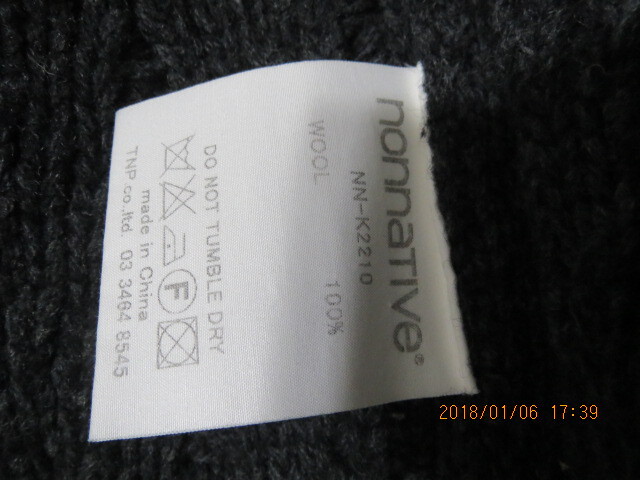 nonnative®
NN-K2210
WOOL 100%
DO NOT TUMBLE DRY
F
made in China
TNP co.,ltd 03 3464 8545
2018/01/06 17:39